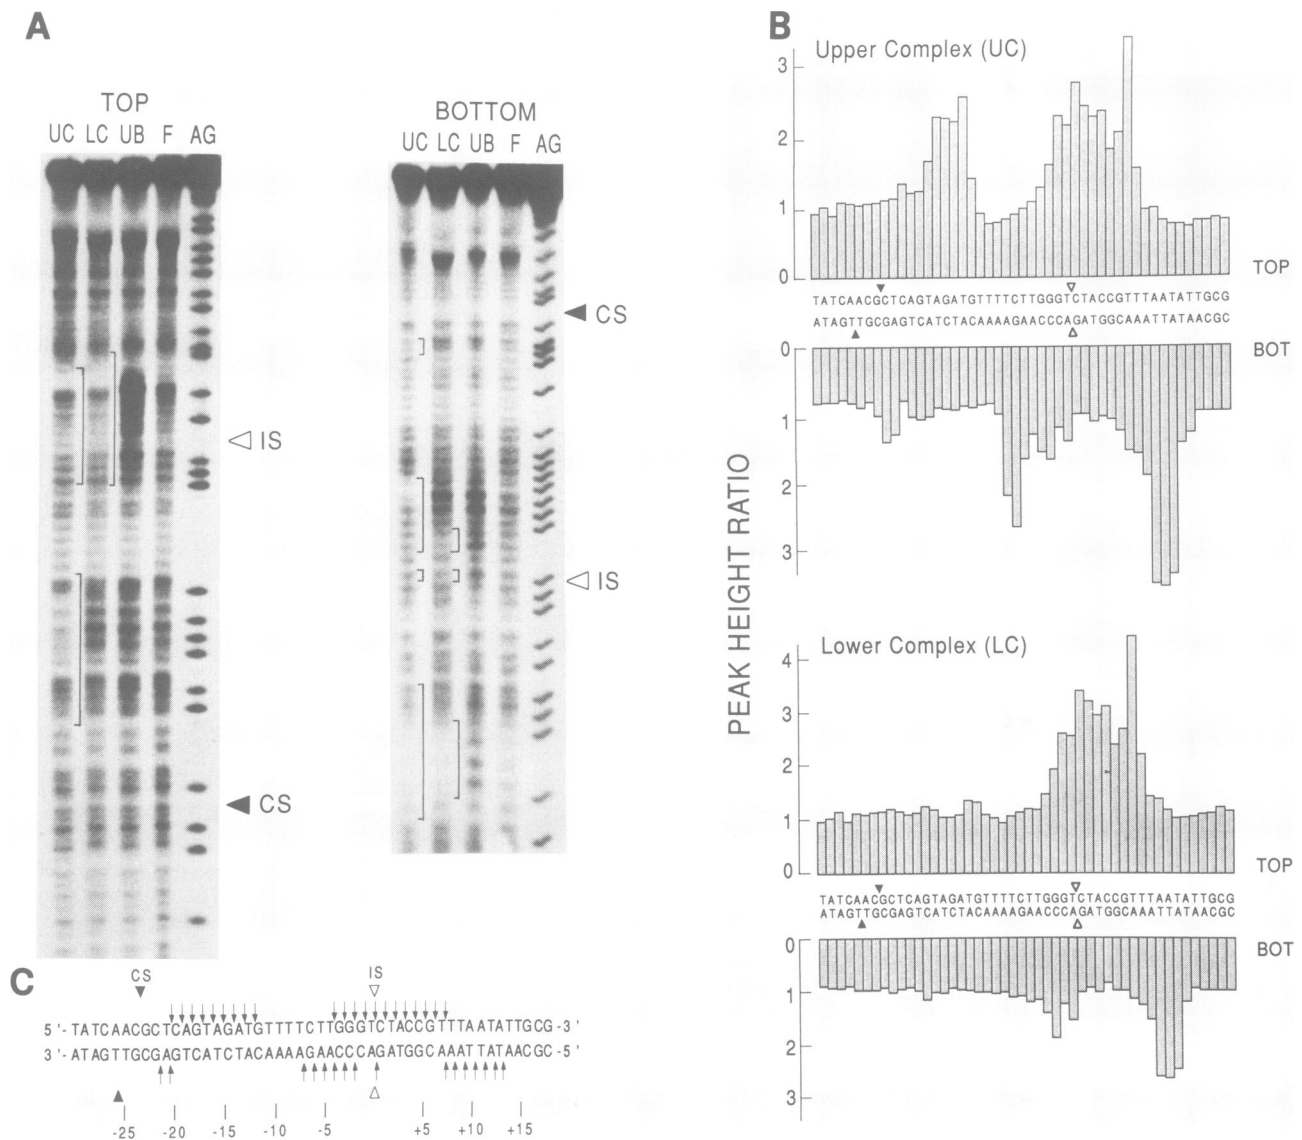 A
TOP
UC LC UB F AG
IS
CS
BOTTOM
UC LC UB F AG
CS
IS
B
PEAK HEIGHT RATIO
Upper Complex (UC)
3
2
1
0
TOP
TATCAACGCTCAGTAGATGTTTTCTTGGGTCTACCGTTTAATATTGCG
ATAGTTGCGAGTCATCTACAAAAGAACCCAGATGGCAAATTATAACGC
BOT
0
1
2
3
Lower Complex (LC)
4
3
2
1
0
TOP
TATCAACGCTCAGTAGATGTTTTCTTGGGTCTACCGTTTAATATTGCG
ATAGTTGCGAGTCATCTACAAAAGAACCCAGATGGCAAATTATAACGC
BOT
0
1
2
3
C
CS IS
5'-TATCAACGCTCAGTAGATGTTTTCTTGGGTCTACCGTTTAATATTGCG-3'
3'-ATAGTTGCGAGTCATCTACAAAAGAACCCAGATGGCAAATTATAACGC-5'
-25 -20 -15 -10 -5 +5 +10 +15